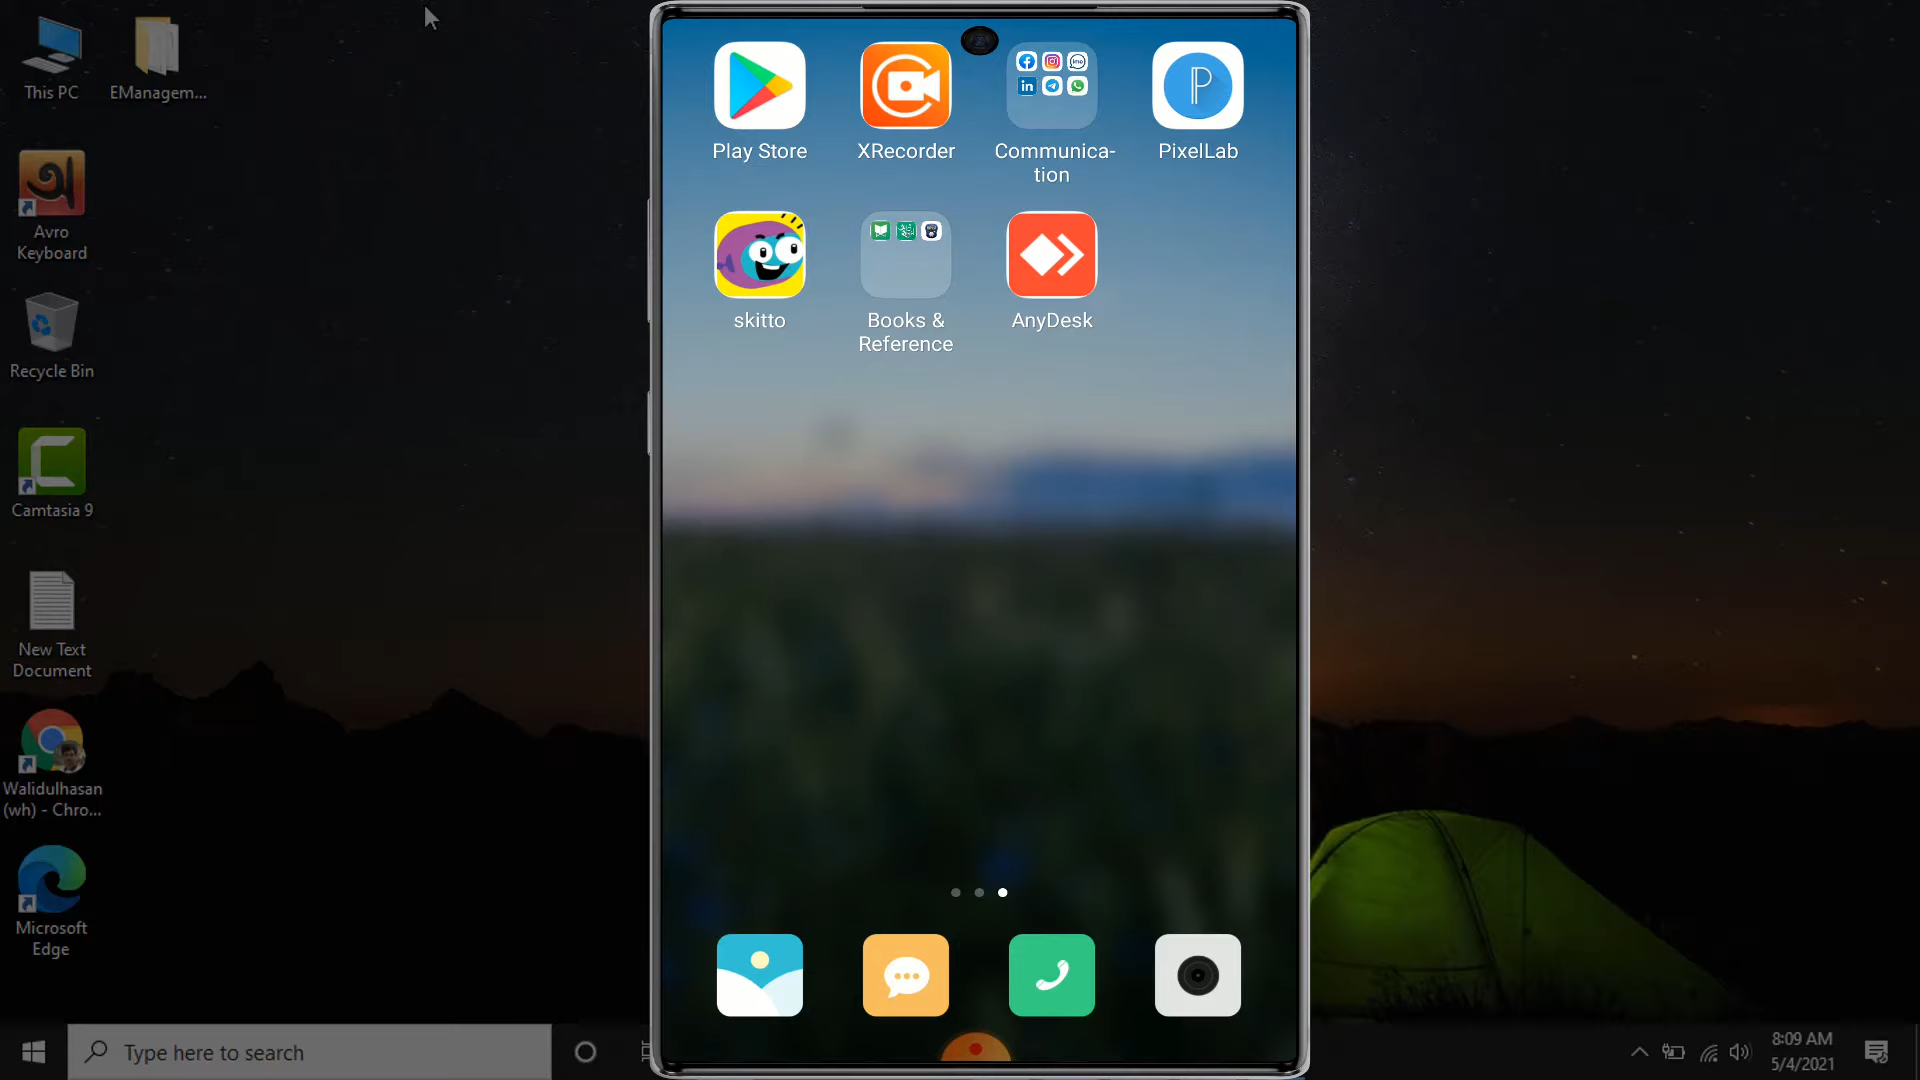 This PC
EManagem...
Avro
Keyboard
Recycle Bin
Camtasia 9
New Text
Document
Walidulhasan
(wh) - Chro...
Microsoft
Edge
Play Store
XRecorder
Communica-
tion
PixelLab
skitto
Books &
Reference
AnyDesk
Type here to search
8:09 AM
5/4/2021